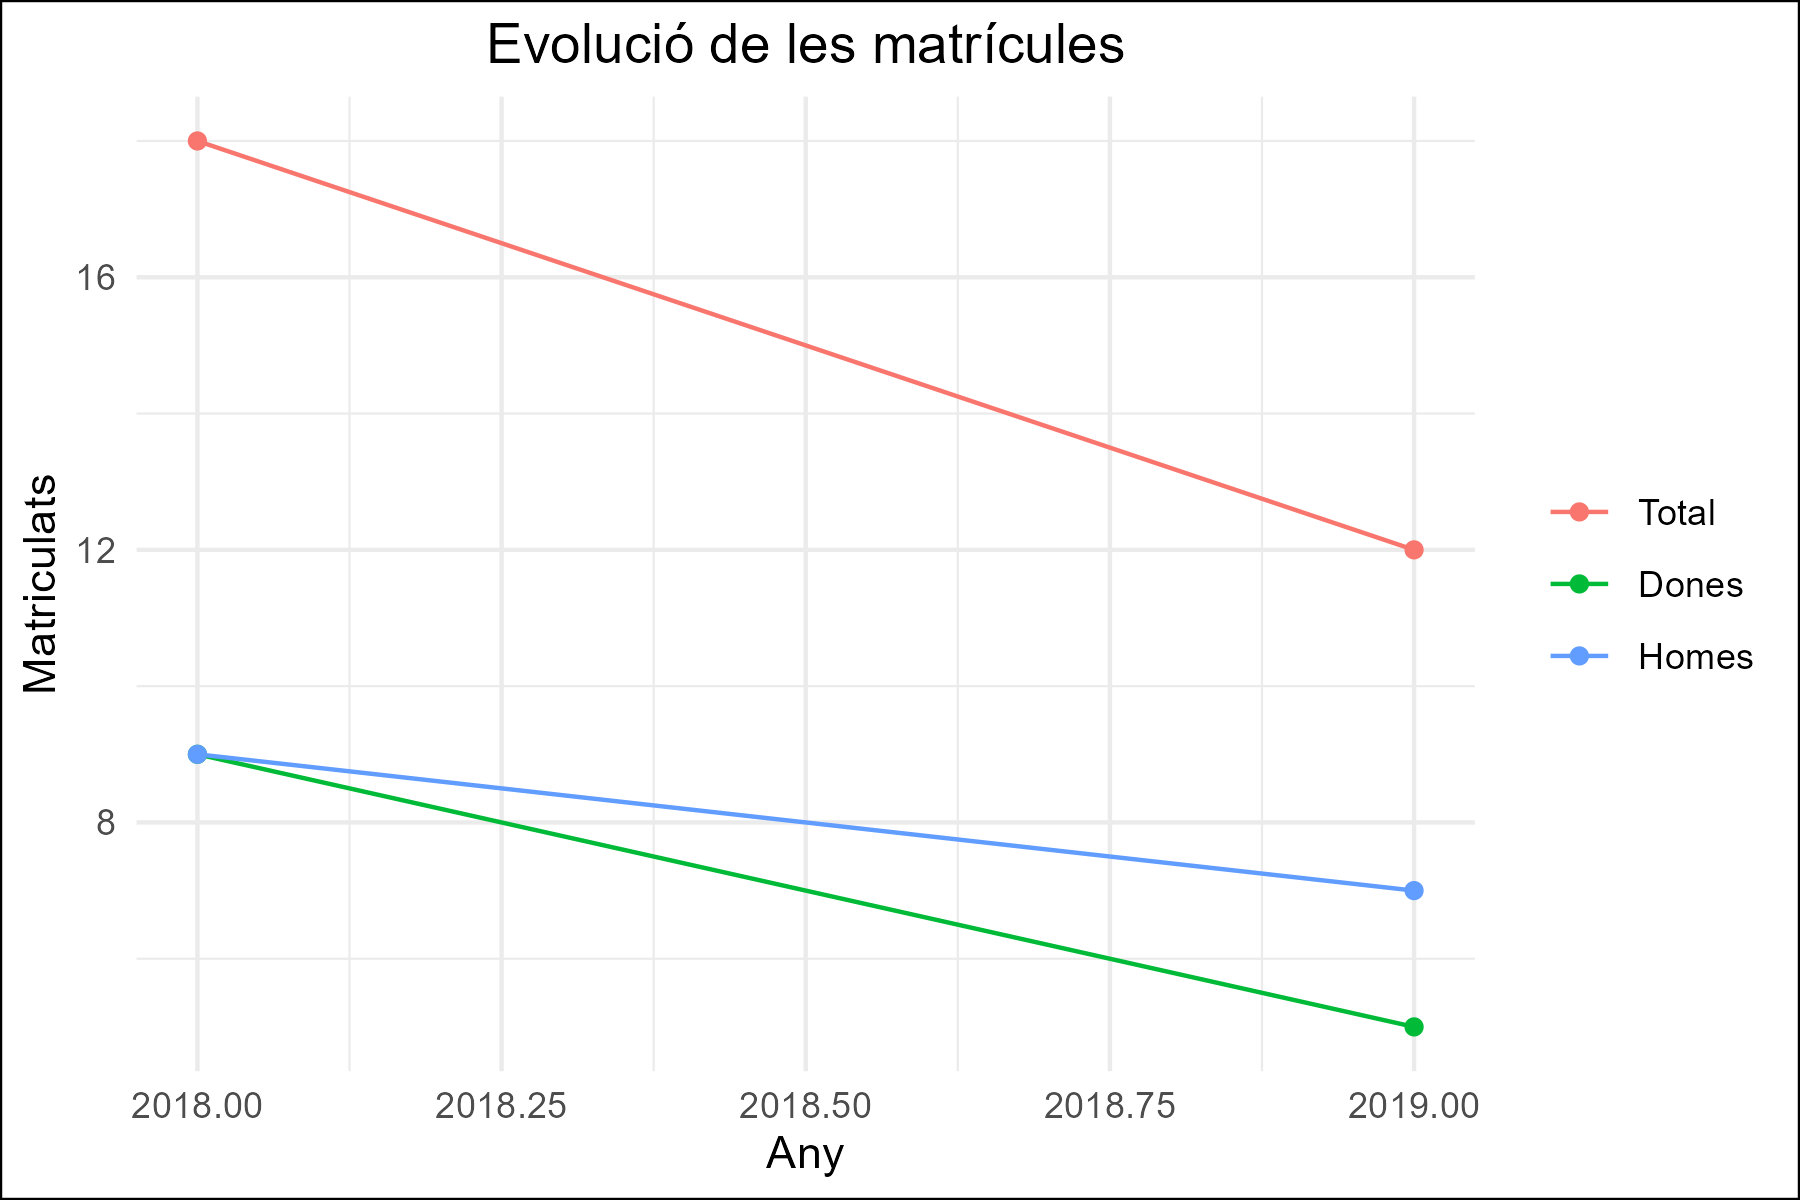 Evolució de les matrícules
Matriculats
16
12
8
2018.00
2018.25
2018.50
2018.75
2019.00
Any
Total
Dones
Homes